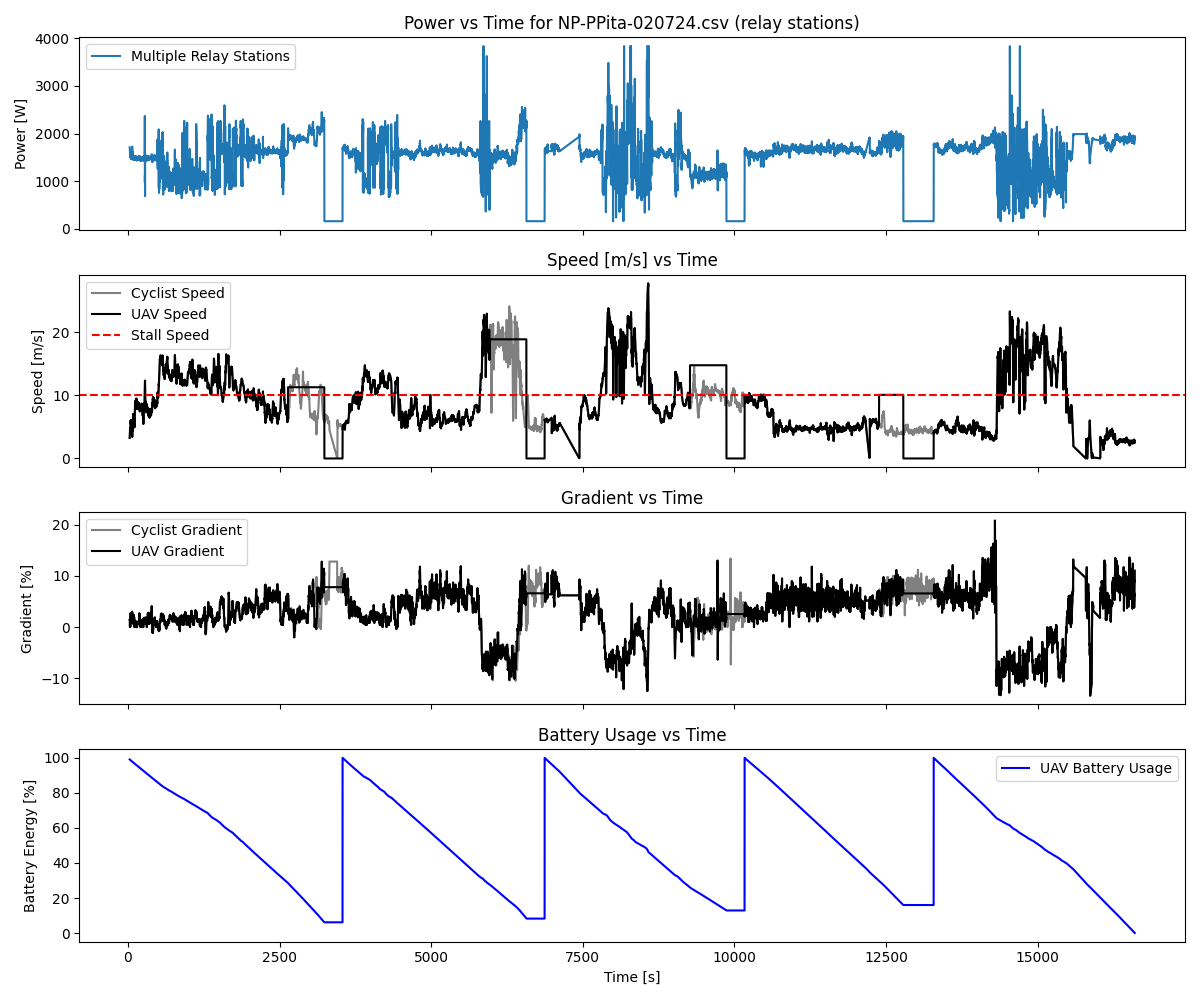 Power vs Time for NP-PPita-020724.csv (relay stations)
4000
3000
2000
1000
0
Power [W]
Multiple Relay Stations
Speed [m/s] vs Time
20
10
0
Speed [m/s]
Cyclist Speed
UAV Speed
Stall Speed
Gradient vs Time
20
10
0
−10
Gradient [%]
Cyclist Gradient
UAV Gradient
Battery Usage vs Time
100
80
60
40
20
0
Battery Energy [%]
UAV Battery Usage
0 2500 5000 7500 10000 12500 15000
Time [s]